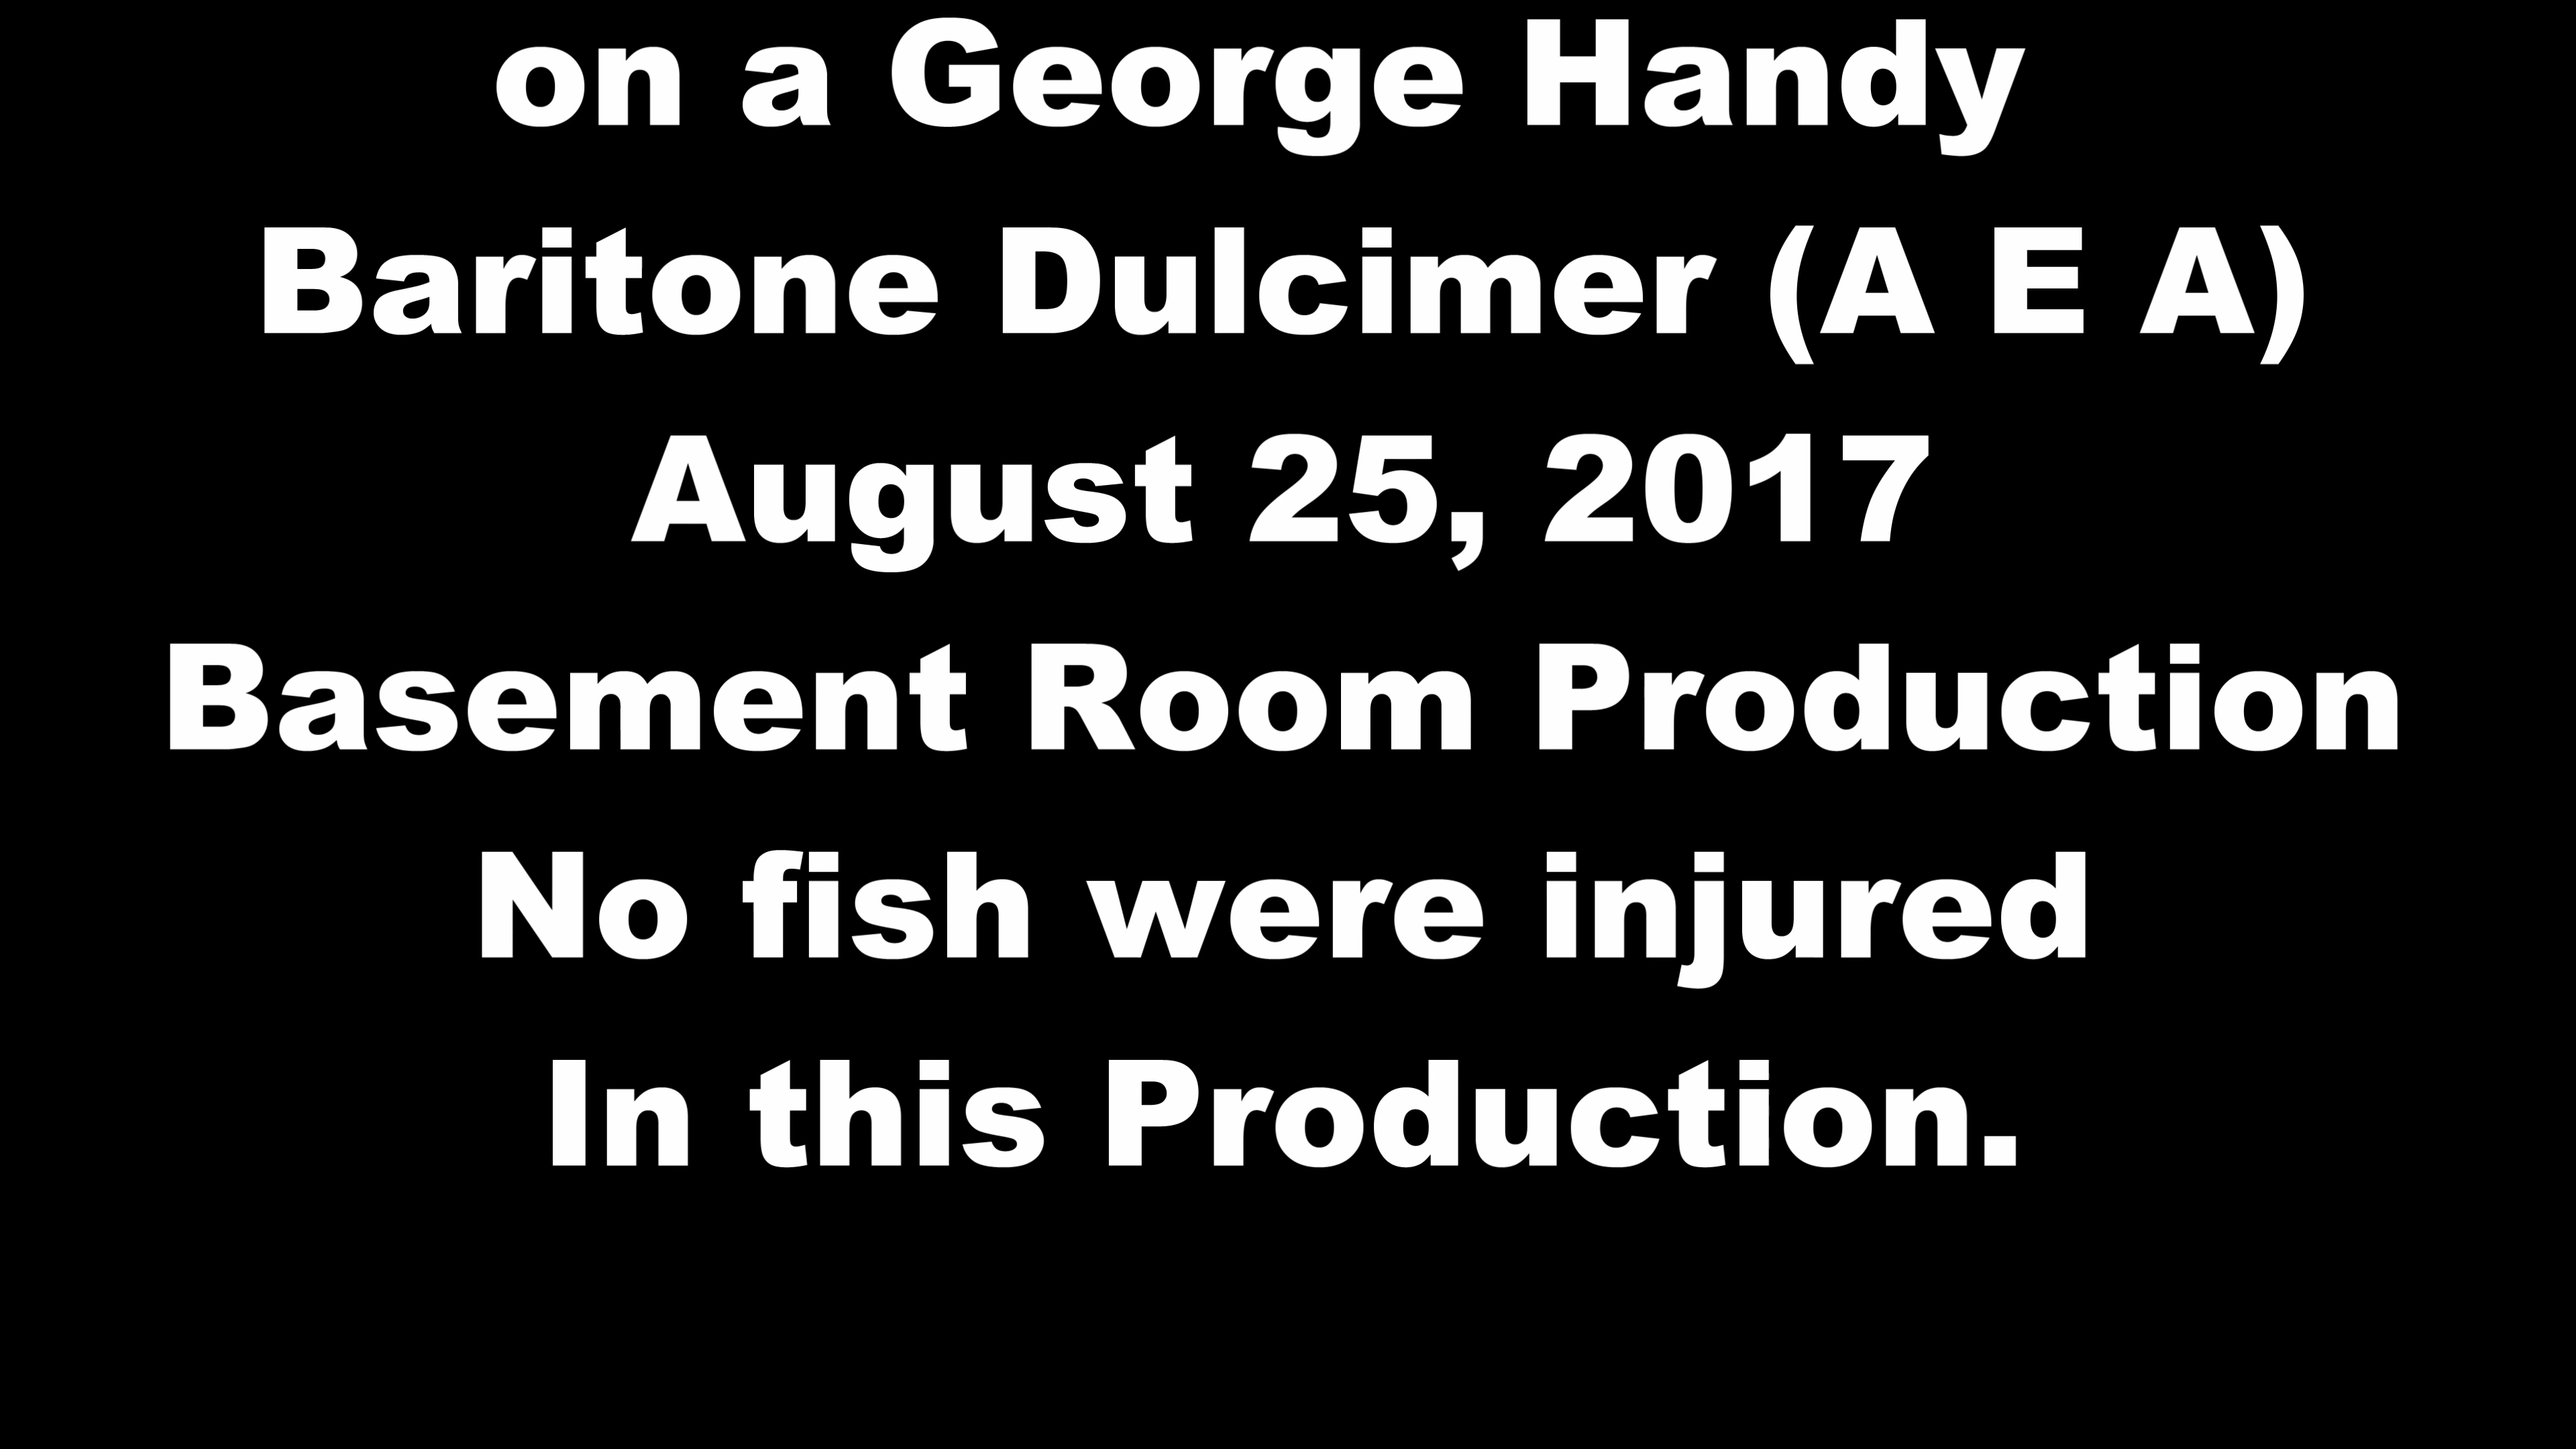 on a George Handy
Baritone Dulcimer (A E A)
August 25, 2017
Basement Room Production
No fish were injured
In this Production.